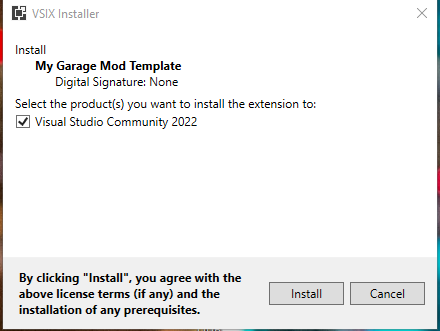 VSIX Installer
Install
My Garage Mod Template
Digital Signature: None
Select the product(s) you want to install the extension to:
Visual Studio Community 2022
By clicking "Install", you agree with the
above license terms (if any) and the
installation of any prerequisites.
Install
Cancel